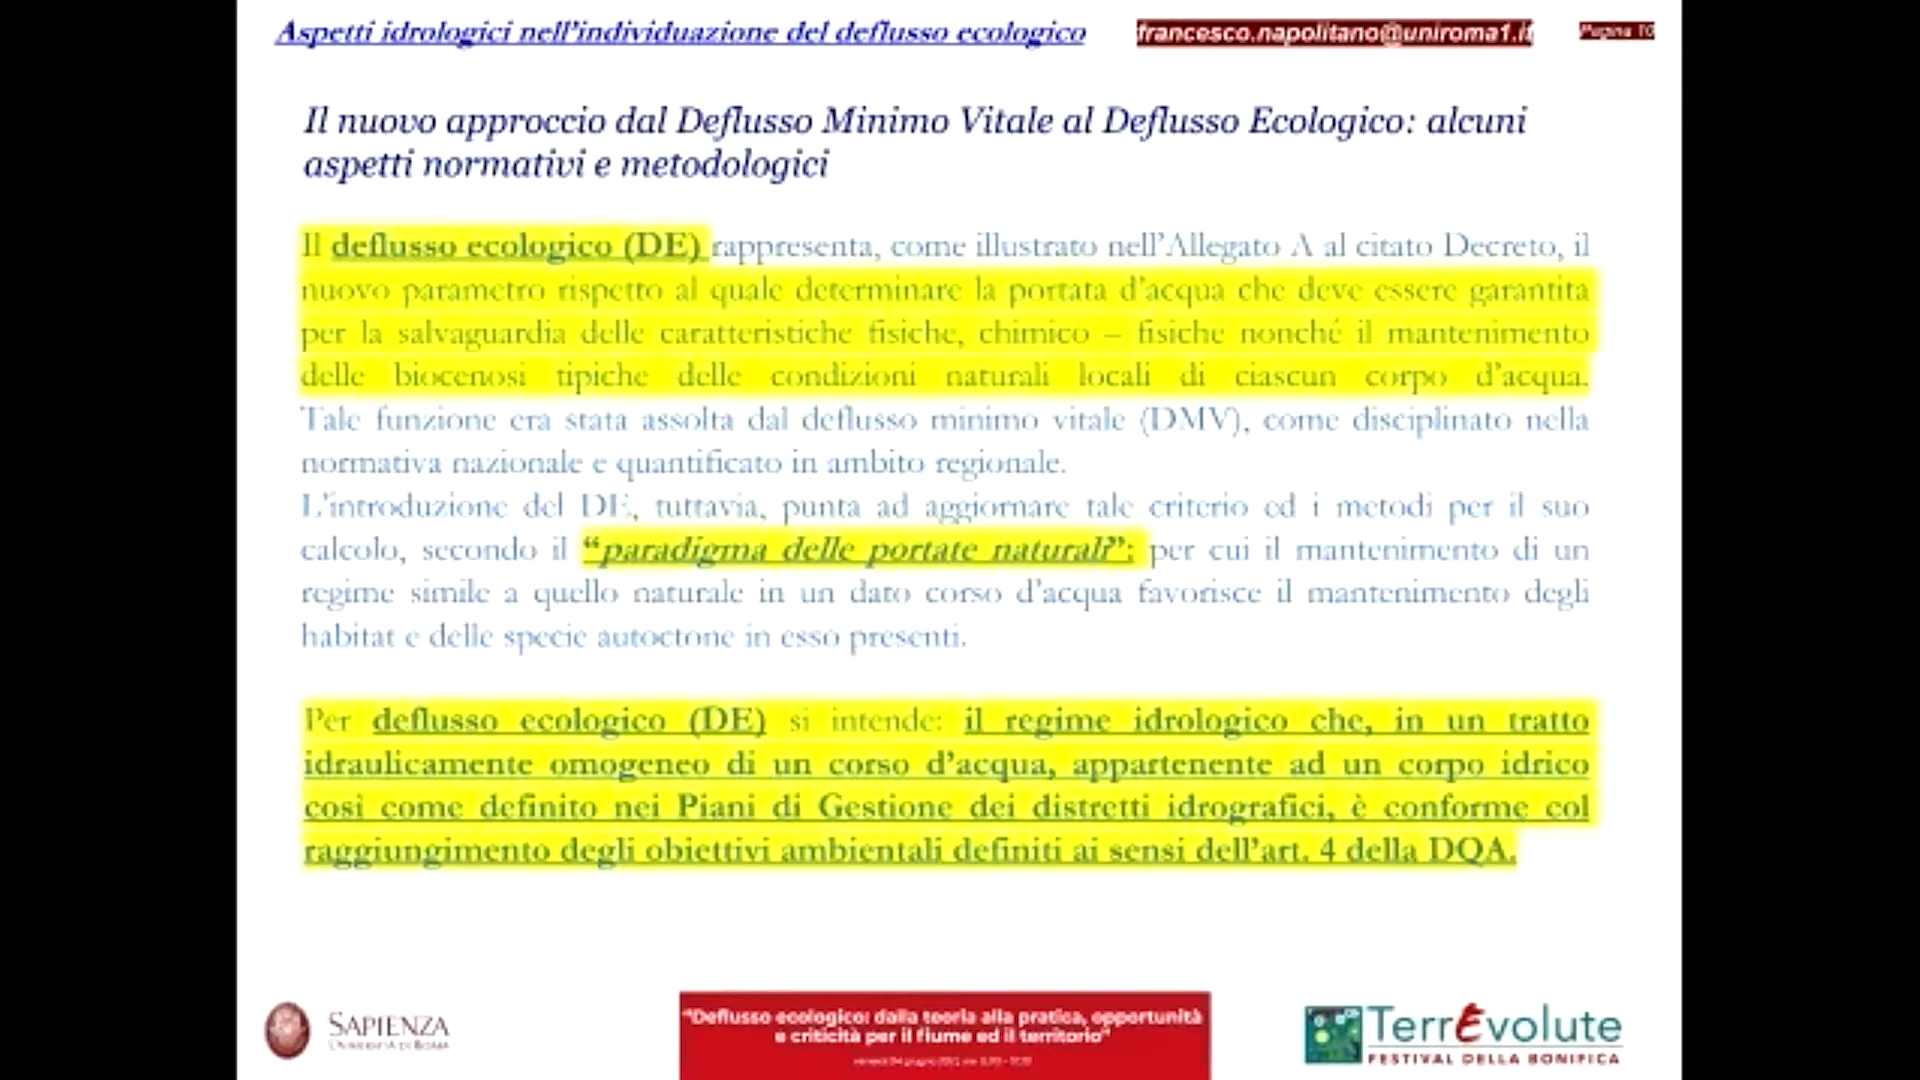 Aspetti idrologici nell'individuazione del deflusso ecologico
francesco.napolitano@uniroma1.it
Pagina 10
Il nuovo approccio dal Deflusso Minimo Vitale al Deflusso Ecologico: alcuni
aspetti normativi e metodologici
Il deflusso ecologico (DE) rappresenta, come illustrato nell'Allegato A al citato Decreto, il
nuovo parametro rispetto al quale determinare la portata d'acqua che deve essere garantita
per la salvaguardia delle caratteristiche fisiche, chimico – fisiche nonché il mantenimento
delle biocenosi tipiche delle condizioni naturali locali di ciascun corpo d'acqua.
Tale funzione era stata assolta dal deflusso minimo vitale (DMV), come disciplinato nella
normativa nazionale e quantificato in ambito regionale.
L'introduzione del DE, tuttavia, punta ad aggiornare tale criterio ed i metodi per il suo
calcolo, secondo il “paradigma delle portate naturali”: per cui il mantenimento di un
regime simile a quello naturale in un dato corso d'acqua favorisce il mantenimento degli
habitat e delle specie autoctone in esso presenti.
Per deflusso ecologico (DE) si intende: il regime idrologico che, in un tratto
idraulicamente omogeneo di un corso d'acqua, appartenente ad un corpo idrico
così come definito nei Piani di Gestione dei distretti idrografici, è conforme col
raggiungimento degli obiettivi ambientali definiti ai sensi dell'art. 4 della DQA.
SAPIENZA
UNIVERSITÀ DI ROMA
"Deflusso ecologico: dalla teoria alla pratica, opportunità
e criticità per il fiume ed il territorio"
TerrEvolute
FESTIVAL DELLA BONIFICA